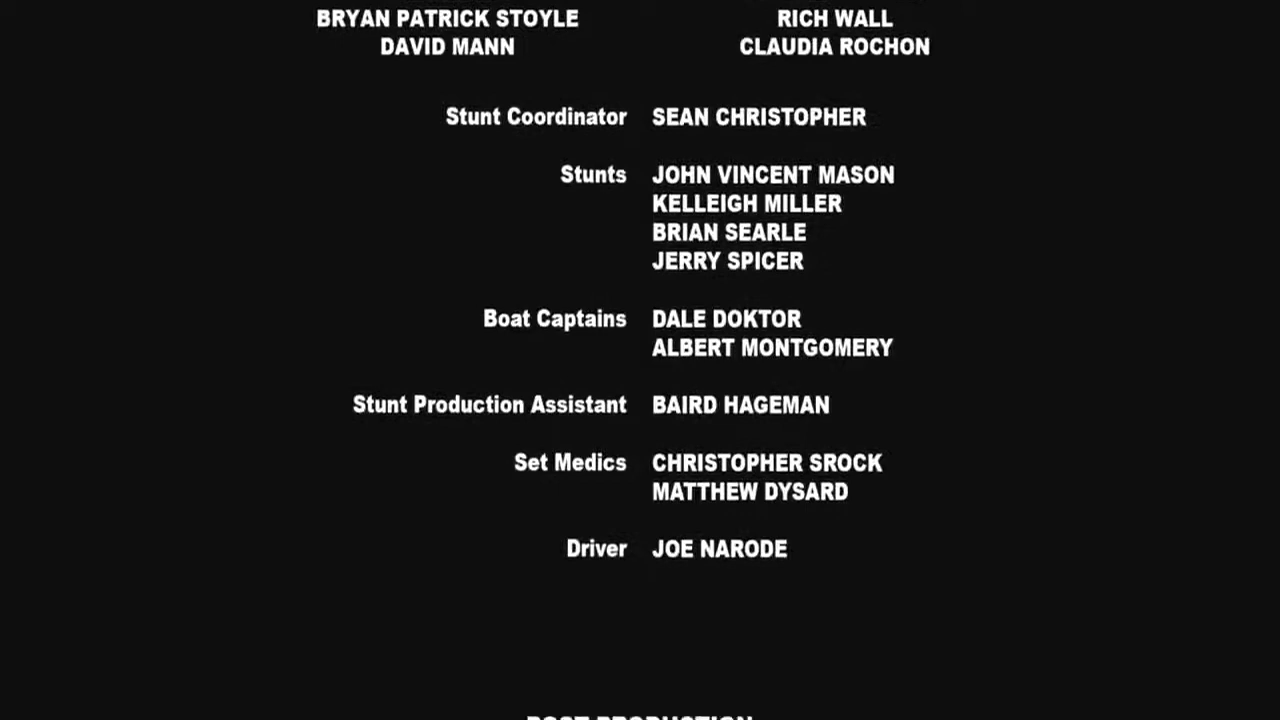 BRYAN PATRICK STOYLE RICH WALL
DAVID MANN CLAUDIA ROCHON
Stunt Coordinator SEAN CHRISTOPHER
Stunts JOHN VINCENT MASON
KELLEIGH MILLER
BRIAN SEARLE
JERRY SPICER
Boat Captains DALE DOKTOR
ALBERT MONTGOMERY
Stunt Production Assistant BAIRD HAGEMAN
Set Medics CHRISTOPHER SROCK
MATTHEW DYSARD
Driver JOE NARODE
POST PRODUCTION